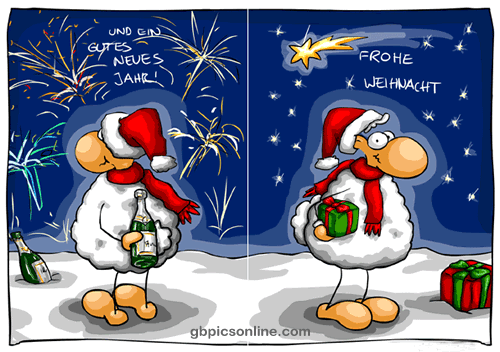 UND EIN
GUTES
NEUES
JAHR!
FROHE
WEIHNACHT
gbpicsonline.com